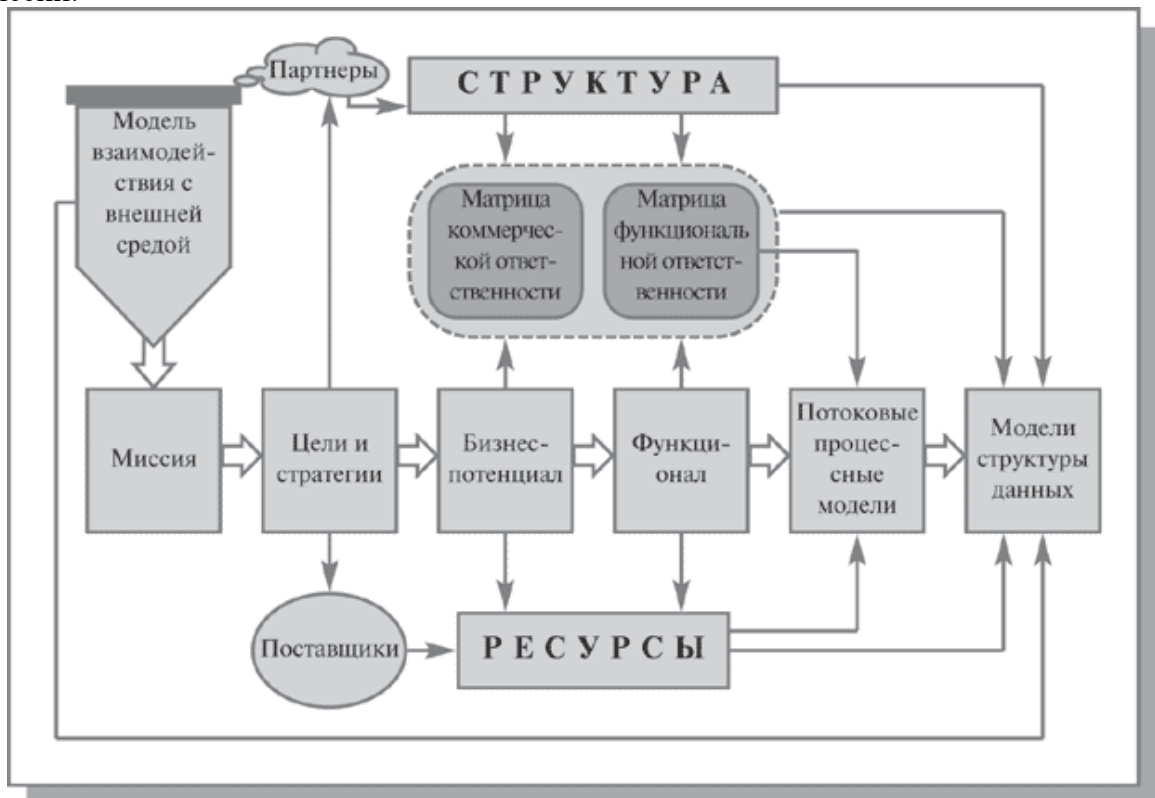 Партнеры
СТРУКТУРА
Модель
взаимодей-
ствия с
внешней
средой
Матрица
коммерчес-
кой ответ-
ственности
Матрица
функциональ
ной ответст-
венности
Миссия
Цели и
стратегии
Бизнес-
потенциал
Функци-
онал
Потоковые
процес-
сные
модели
Модели
структуры
данных
Поставщики
РЕСУРСЫ